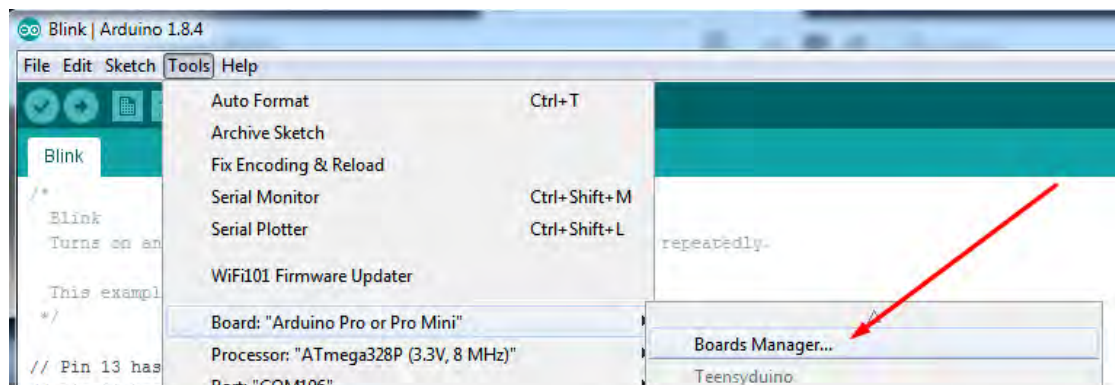 Blink | Arduino 1.8.4
File Edit Sketch Tools Help
Auto Format Ctrl+T
Archive Sketch
Fix Encoding & Reload
Serial Monitor Ctrl+Shift+M
Serial Plotter Ctrl+Shift+L
WiFi101 Firmware Updater
Board: "Arduino Pro or Pro Mini"
Processor: "ATmega328P (3.3V, 8 MHz)"
Port: "COM106"
Boards Manager...
Teensyduino
Blink
/*
Blink
Turns on an repeatedly.
This exampl
*/
// Pin 13 has